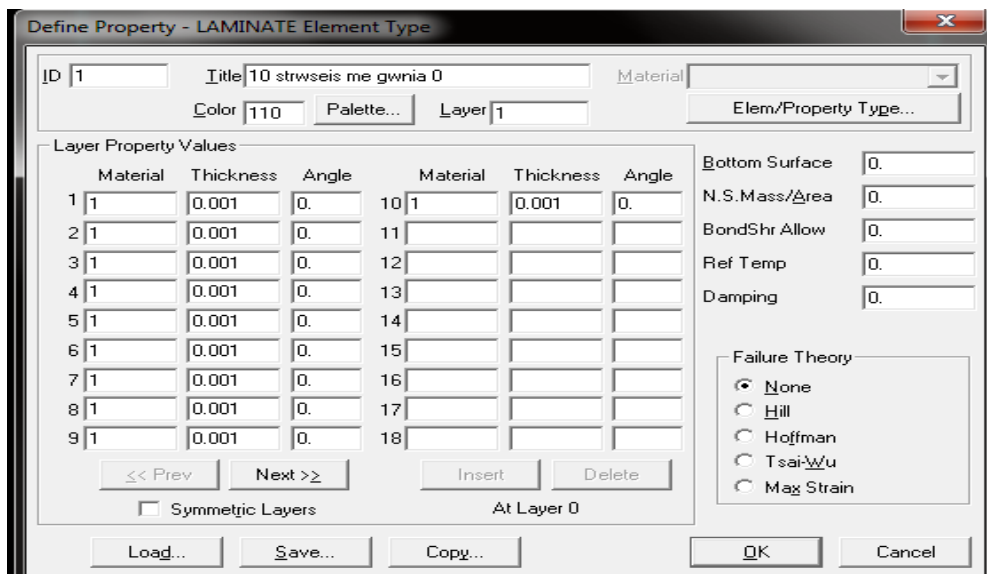 Define Property - LAMINATE Element Type
ID 1 Title 10 strwseis me gwnia 0 Material
Color 110 Palette... Layer 1 Elem/Property Type...
Layer Property Values
Material Thickness Angle Material Thickness Angle
1 1 0.001 0. 10 1 0.001 0.
2 1 0.001 0. 11
3 1 0.001 0. 12
4 1 0.001 0. 13
5 1 0.001 0. 14
6 1 0.001 0. 15
7 1 0.001 0. 16
8 1 0.001 0. 17
9 1 0.001 0. 18
<< Prev Next >> Insert Delete
Symmetric Layers At Layer 0
Bottom Surface 0.
N.S.Mass/Area 0.
BondShr Allow 0.
Ref Temp 0.
Damping 0.
Failure Theory
None
Hill
Hoffman
Tsai-Wu
Max Strain
Load... Save... Copy... OK Cancel